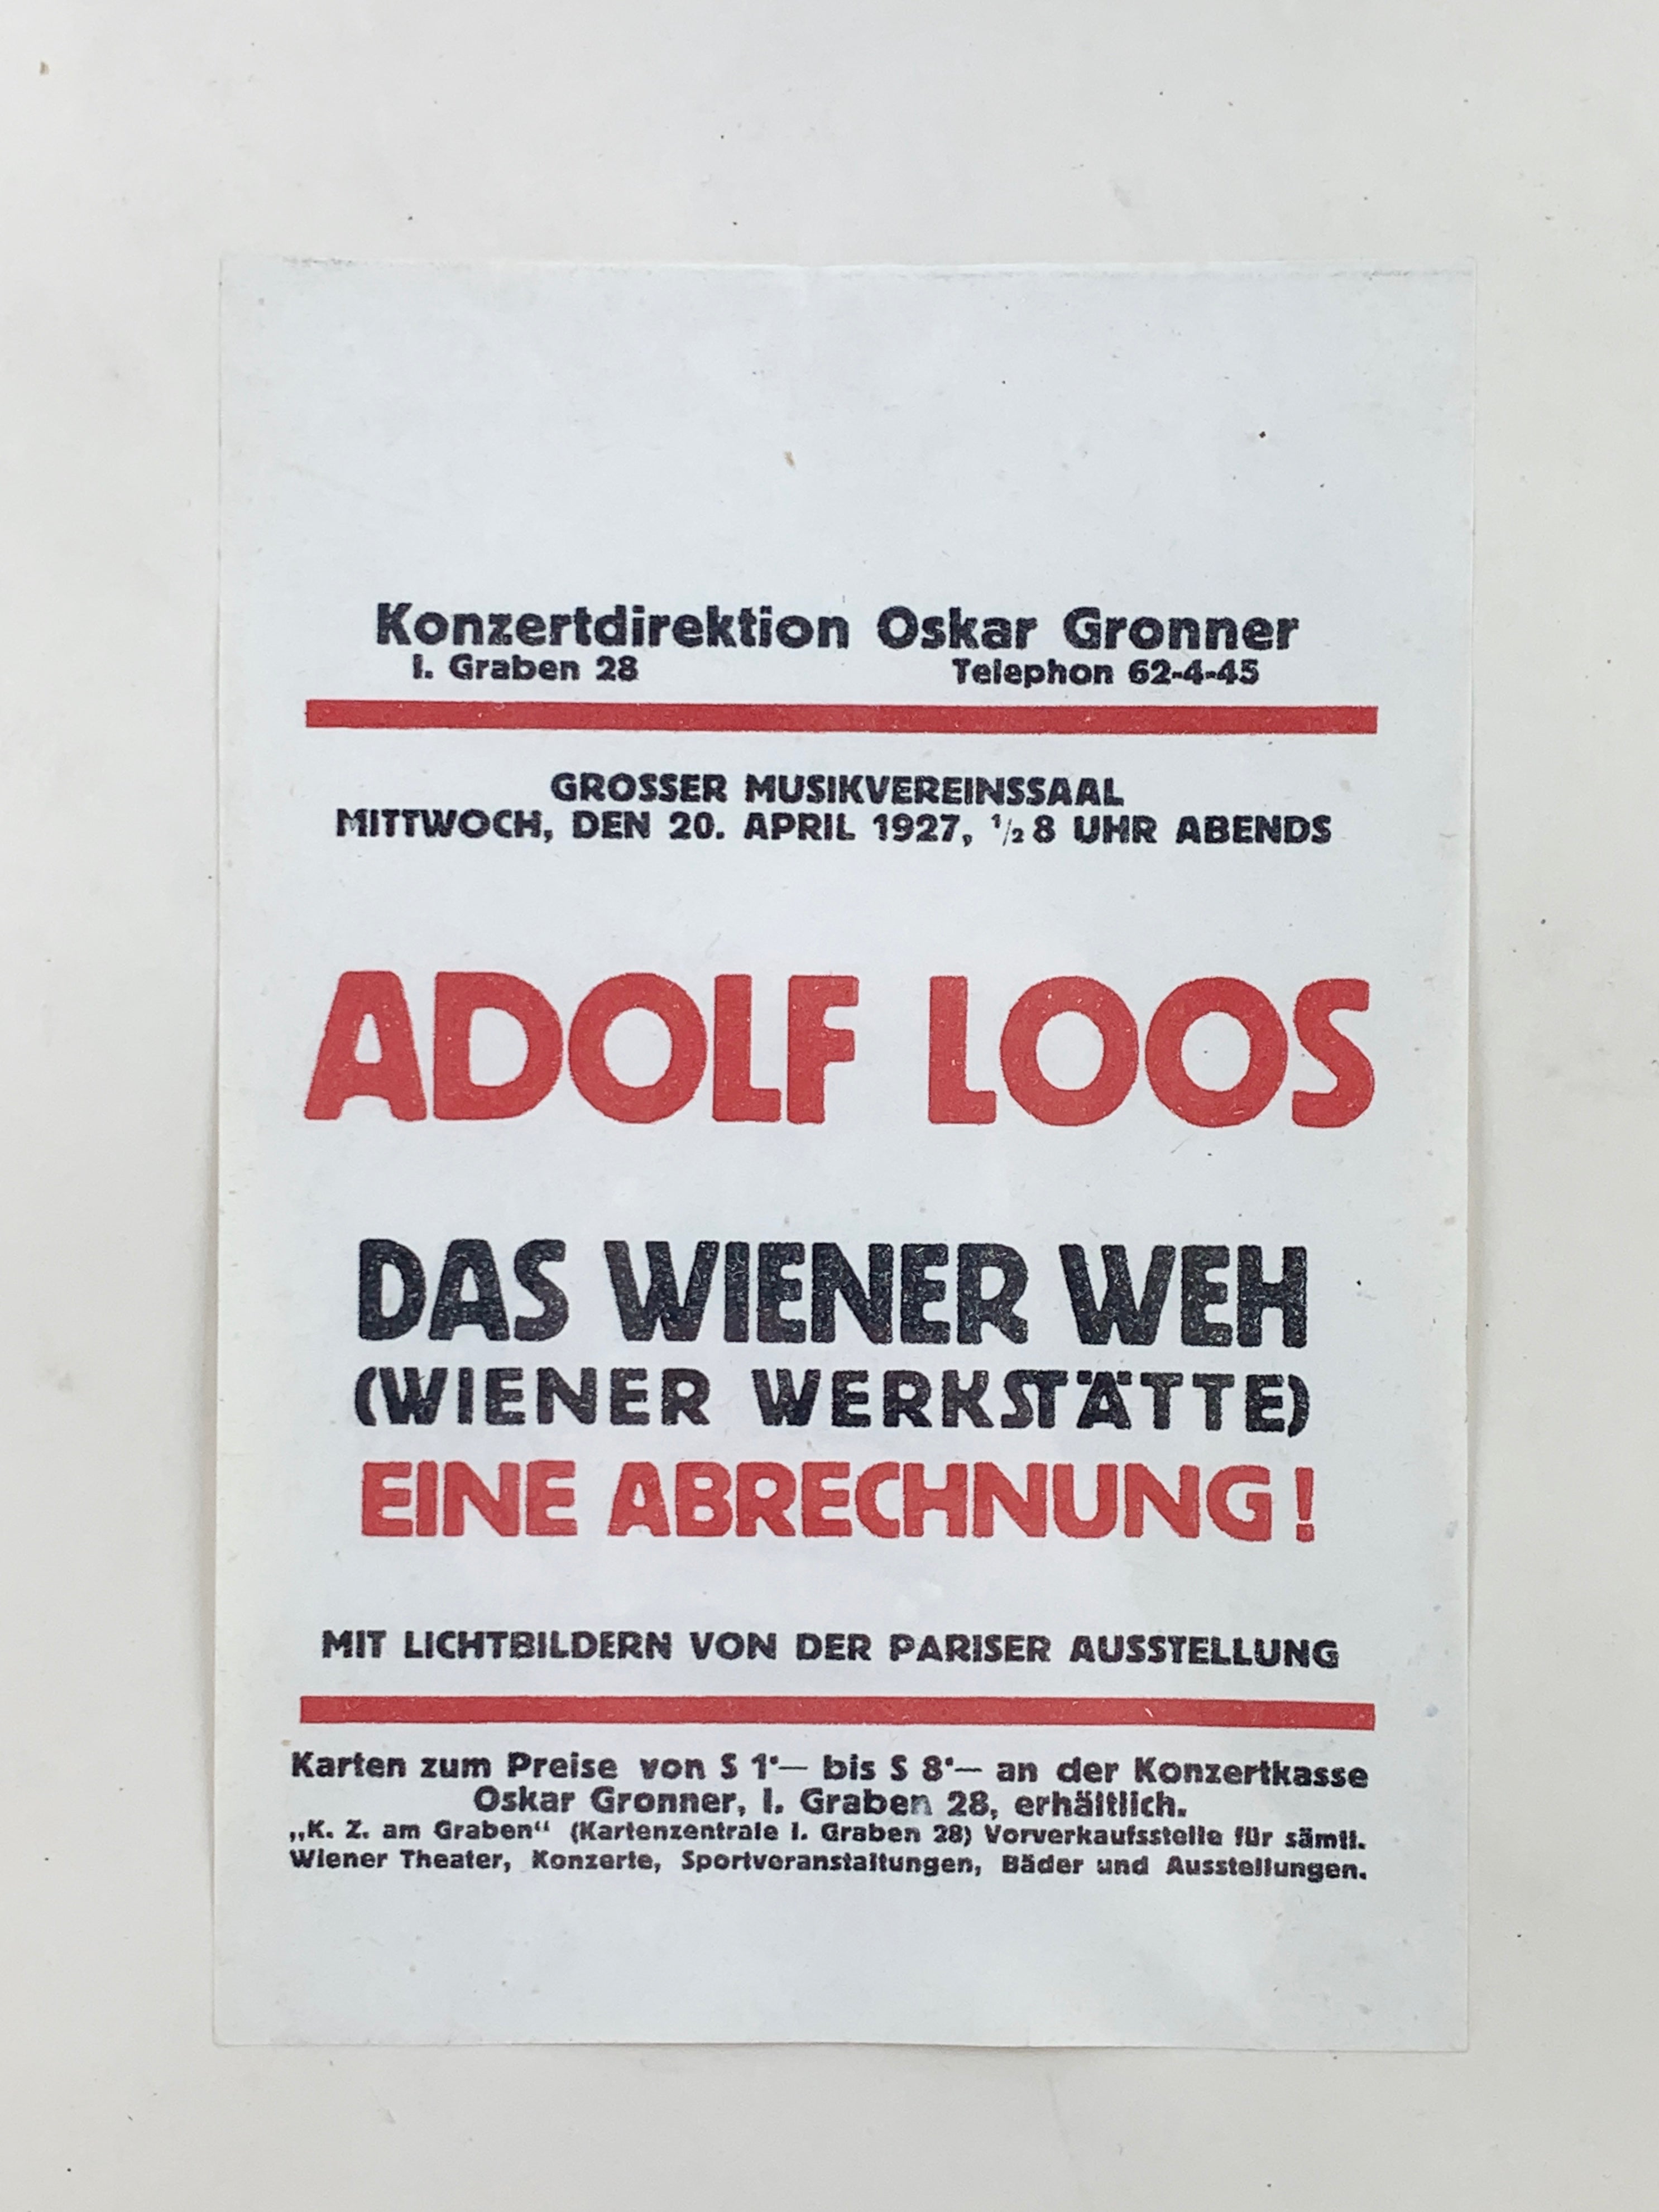 Konzertdirektion Oskar Gronner
I. Graben 28 Telephon 62-4-45
GROSSER MUSIKVEREINSSAAL
MITTWOCH, DEN 20. APRIL 1927, ½8 UHR ABENDS
ADOLF LOOS
DAS WIENER WEH
(WIENER WERKSTÄTTE)
EINE ABRECHNUNG!
MIT LICHTBILDERN VON DER PARISER AUSSTELLUNG
Karten zum Preise von S 1·— bis S 8·— an der Konzertkasse
Oskar Gronner, I. Graben 28, erhältlich.
„K. Z. am Graben“ (Kartenzentrale I. Graben 28) Vorverkaufsstelle für sämtl.
Wiener Theater, Konzerte, Sportveranstaltungen, Bäder und Ausstellungen.